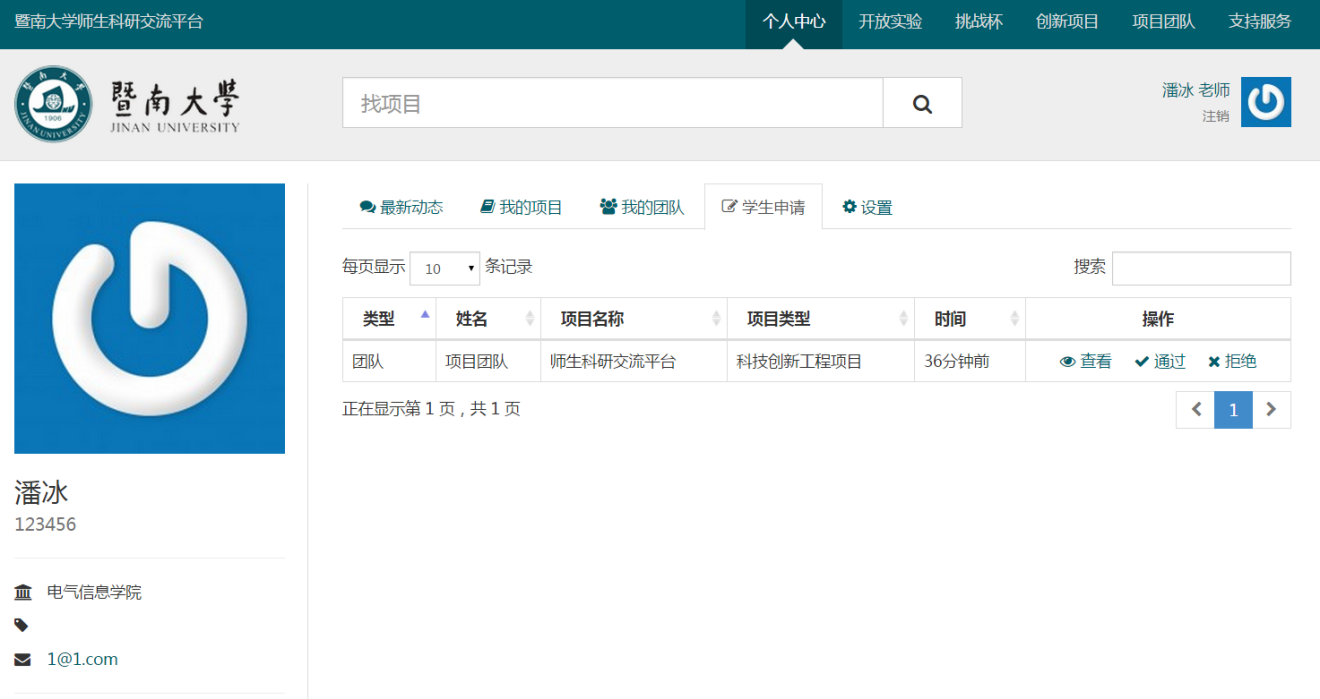 暨南大学师生科研交流平台 个人中心 开放实验 挑战杯 创新项目 项目团队 支持服务
暨南大学
JINAN UNIVERSITY
1906
找项目
潘冰 老师
注销
最新动态 我的项目 我的团队 学生申请 设置
每页显示 10 条记录 搜索
类型 姓名 项目名称 项目类型 时间 操作
团队 项目团队 师生科研交流平台 科技创新工程项目 36分钟前 查看 通过 拒绝
正在显示第 1 页，共 1 页 1
潘冰
123456
电气信息学院
1@1.com